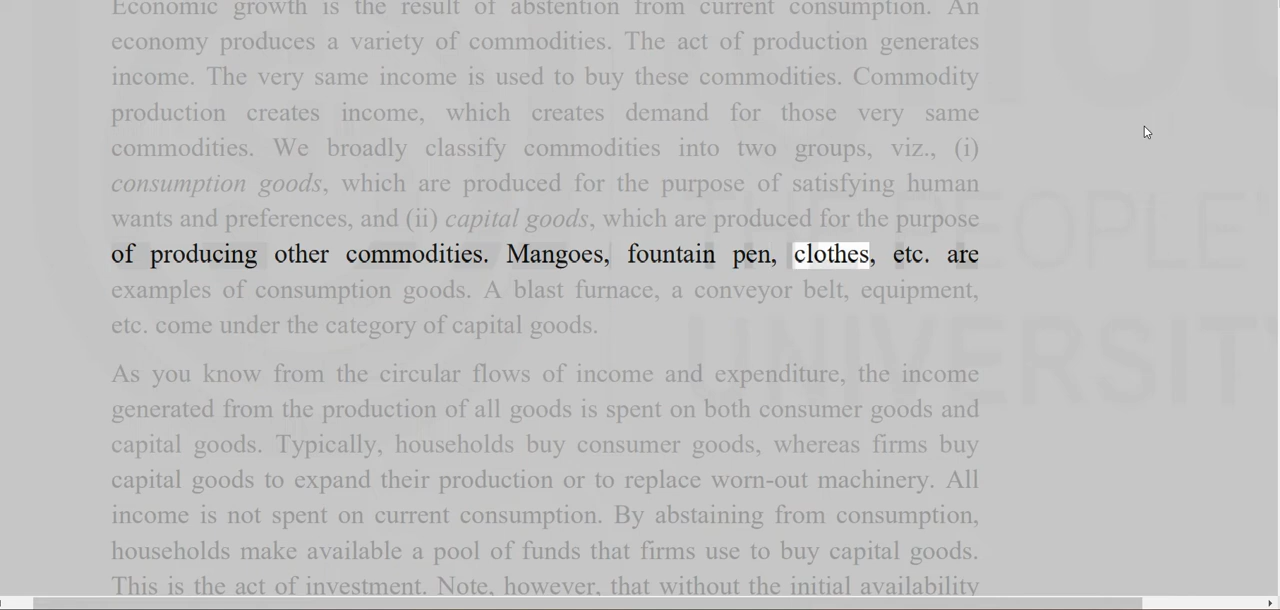 Economic growth is the result of abstention from current consumption. An
economy produces a variety of commodities. The act of production generates
income. The very same income is used to buy these commodities. Commodity
production creates income, which creates demand for those very same
commodities. We broadly classify commodities into two groups, viz., (i)
consumption goods, which are produced for the purpose of satisfying human
wants and preferences, and (ii) capital goods, which are produced for the purpose
of producing other commodities. Mangoes, fountain pen, clothes, etc. are
examples of consumption goods. A blast furnace, a conveyor belt, equipment,
etc. come under the category of capital goods.
As you know from the circular flows of income and expenditure, the income
generated from the production of all goods is spent on both consumer goods and
capital goods. Typically, households buy consumer goods, whereas firms buy
capital goods to expand their production or to replace worn-out machinery. All
income is not spent on current consumption. By abstaining from consumption,
households make available a pool of funds that firms use to buy capital goods.
This is the act of investment. Note, however, that without the initial availability
THE PEOPLE'
UNIVERSIT